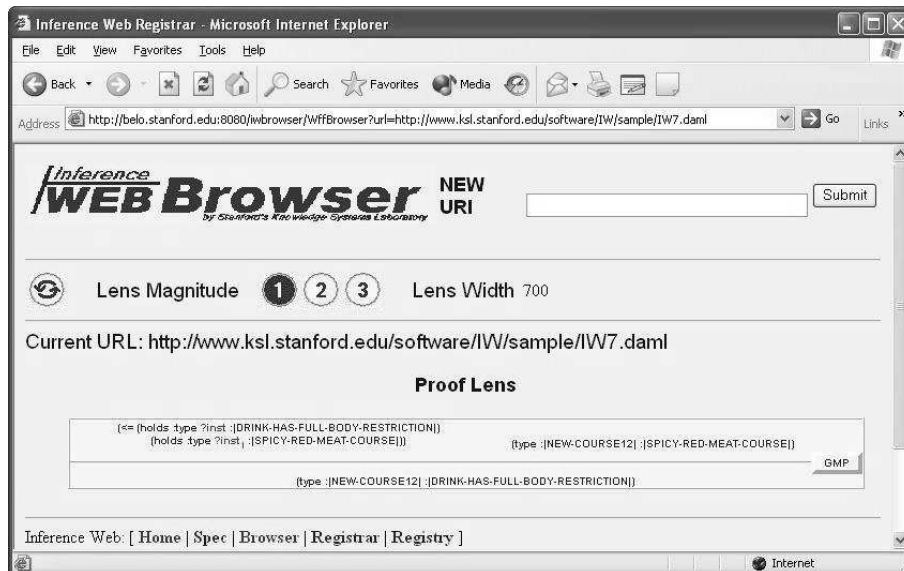 Inference Web Registrar - Microsoft Internet Explorer
File Edit View Favorites Tools Help
Back Search Favorites Media
Address http://belo.stanford.edu:8080/iwbrowser/WffBrowser?url=http://www.ksl.stanford.edu/software/IW/sample/IW7.daml Go Links »
Inference
WEB Browser
by Stanford's Knowledge Systems Laboratory
NEW
URI
Submit
Lens Magnitude 1 2 3 Lens Width 700
Current URL: http://www.ksl.stanford.edu/software/IW/sample/IW7.daml
Proof Lens
(<= (holds :type ?inst :|DRINK-HAS-FULL-BODY-RESTRICTION|)
(holds :type ?inst :|SPICY-RED-MEAT-COURSE|))
(type :|NEW-COURSE12| :|SPICY-RED-MEAT-COURSE|)
GMP
(type :|NEW-COURSE12| :|DRINK-HAS-FULL-BODY-RESTRICTION|)
Inference Web: [ Home | Spec | Browser | Registrar | Registry ]
Internet